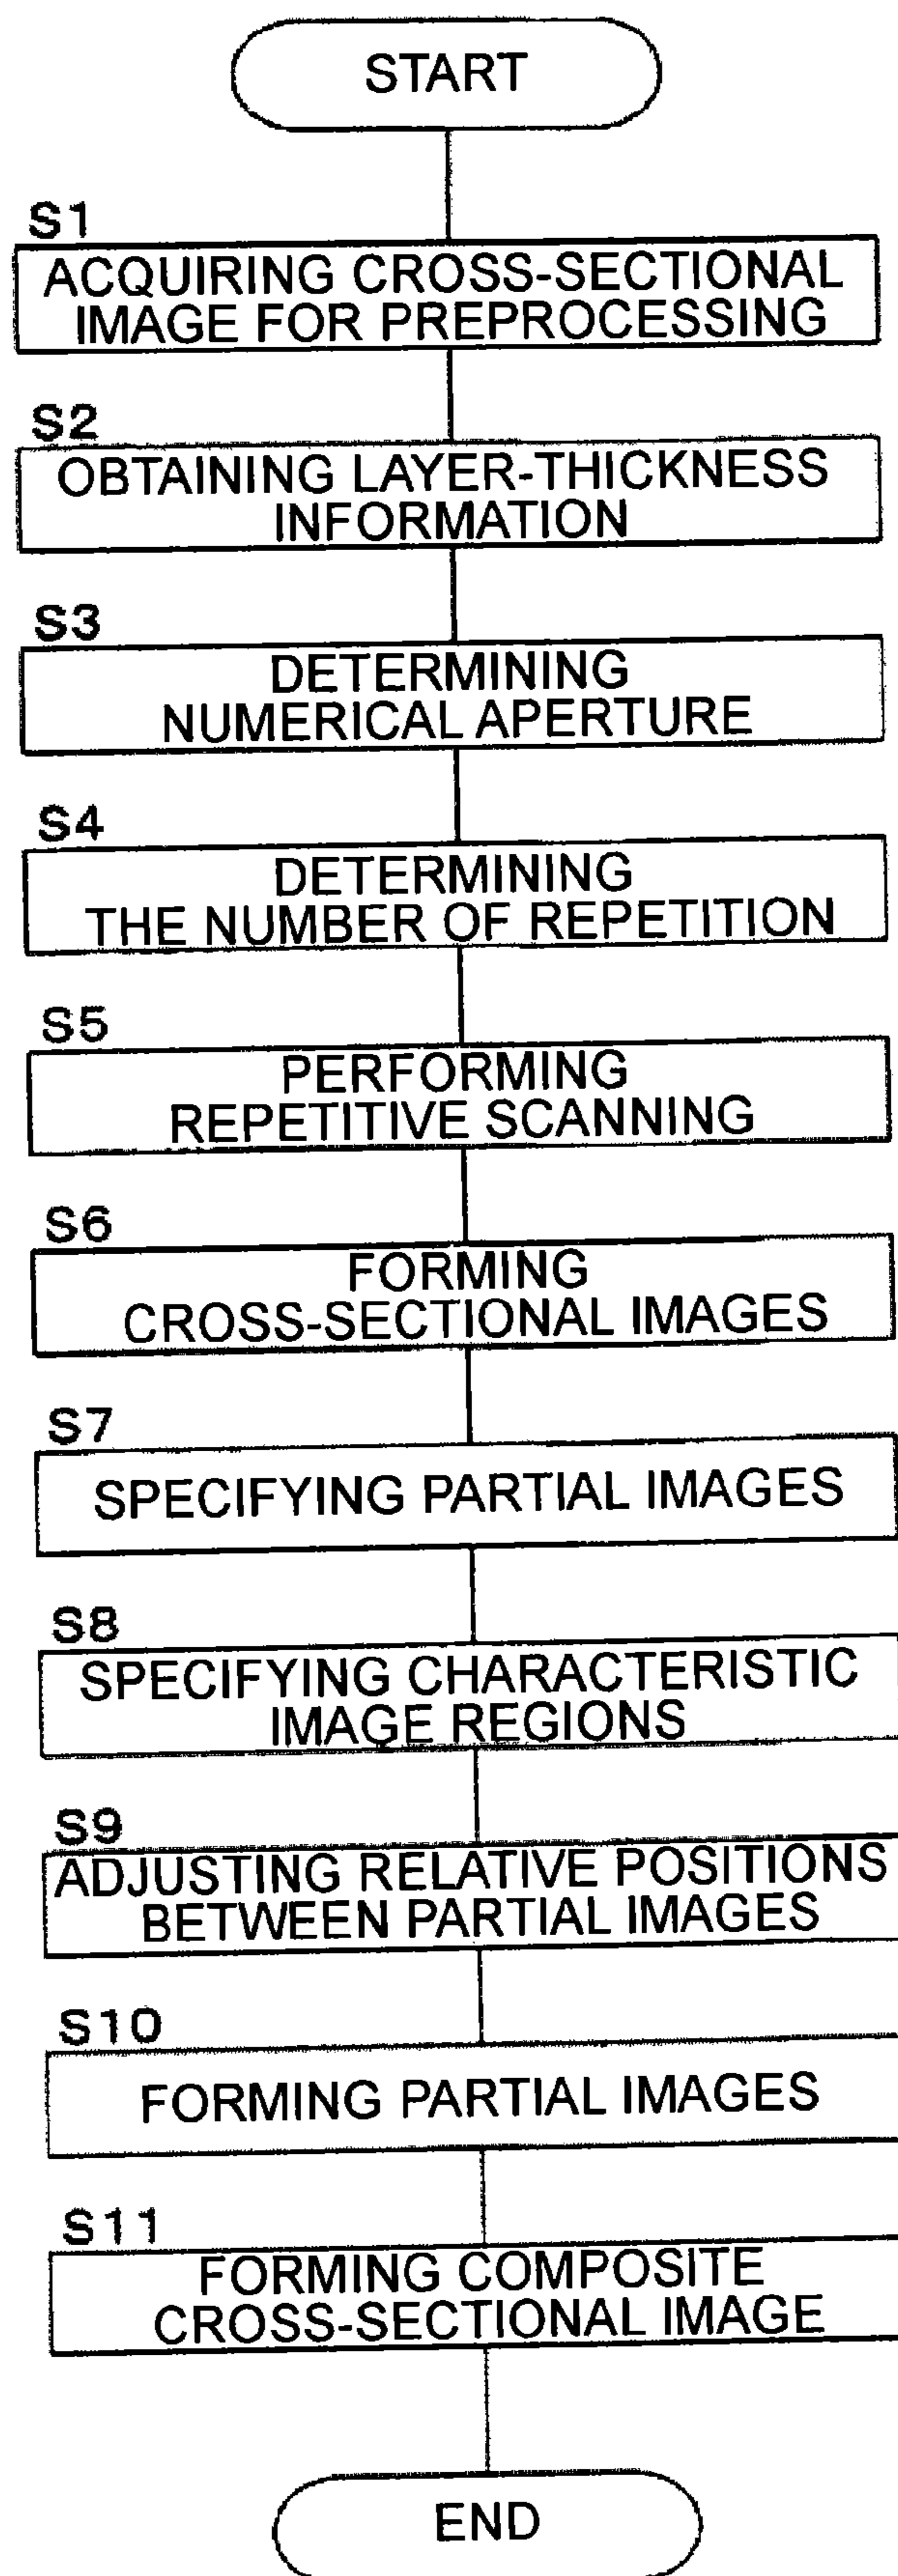 START
S1
ACQUIRING CROSS-SECTIONAL
IMAGE FOR PREPROCESSING
S2
OBTAINING LAYER-THICKNESS
INFORMATION
S3
DETERMINING
NUMERICAL APERTURE
S4
DETERMINING
THE NUMBER OF REPETITION
S5
PERFORMING
REPETITIVE SCANNING
S6
FORMING
CROSS-SECTIONAL IMAGES
S7
SPECIFYING PARTIAL IMAGES
S8
SPECIFYING CHARACTERISTIC
IMAGE REGIONS
S9
ADJUSTING RELATIVE POSITIONS
BETWEEN PARTIAL IMAGES
S10
FORMING PARTIAL IMAGES
S11
FORMING COMPOSITE
CROSS-SECTIONAL IMAGE
END